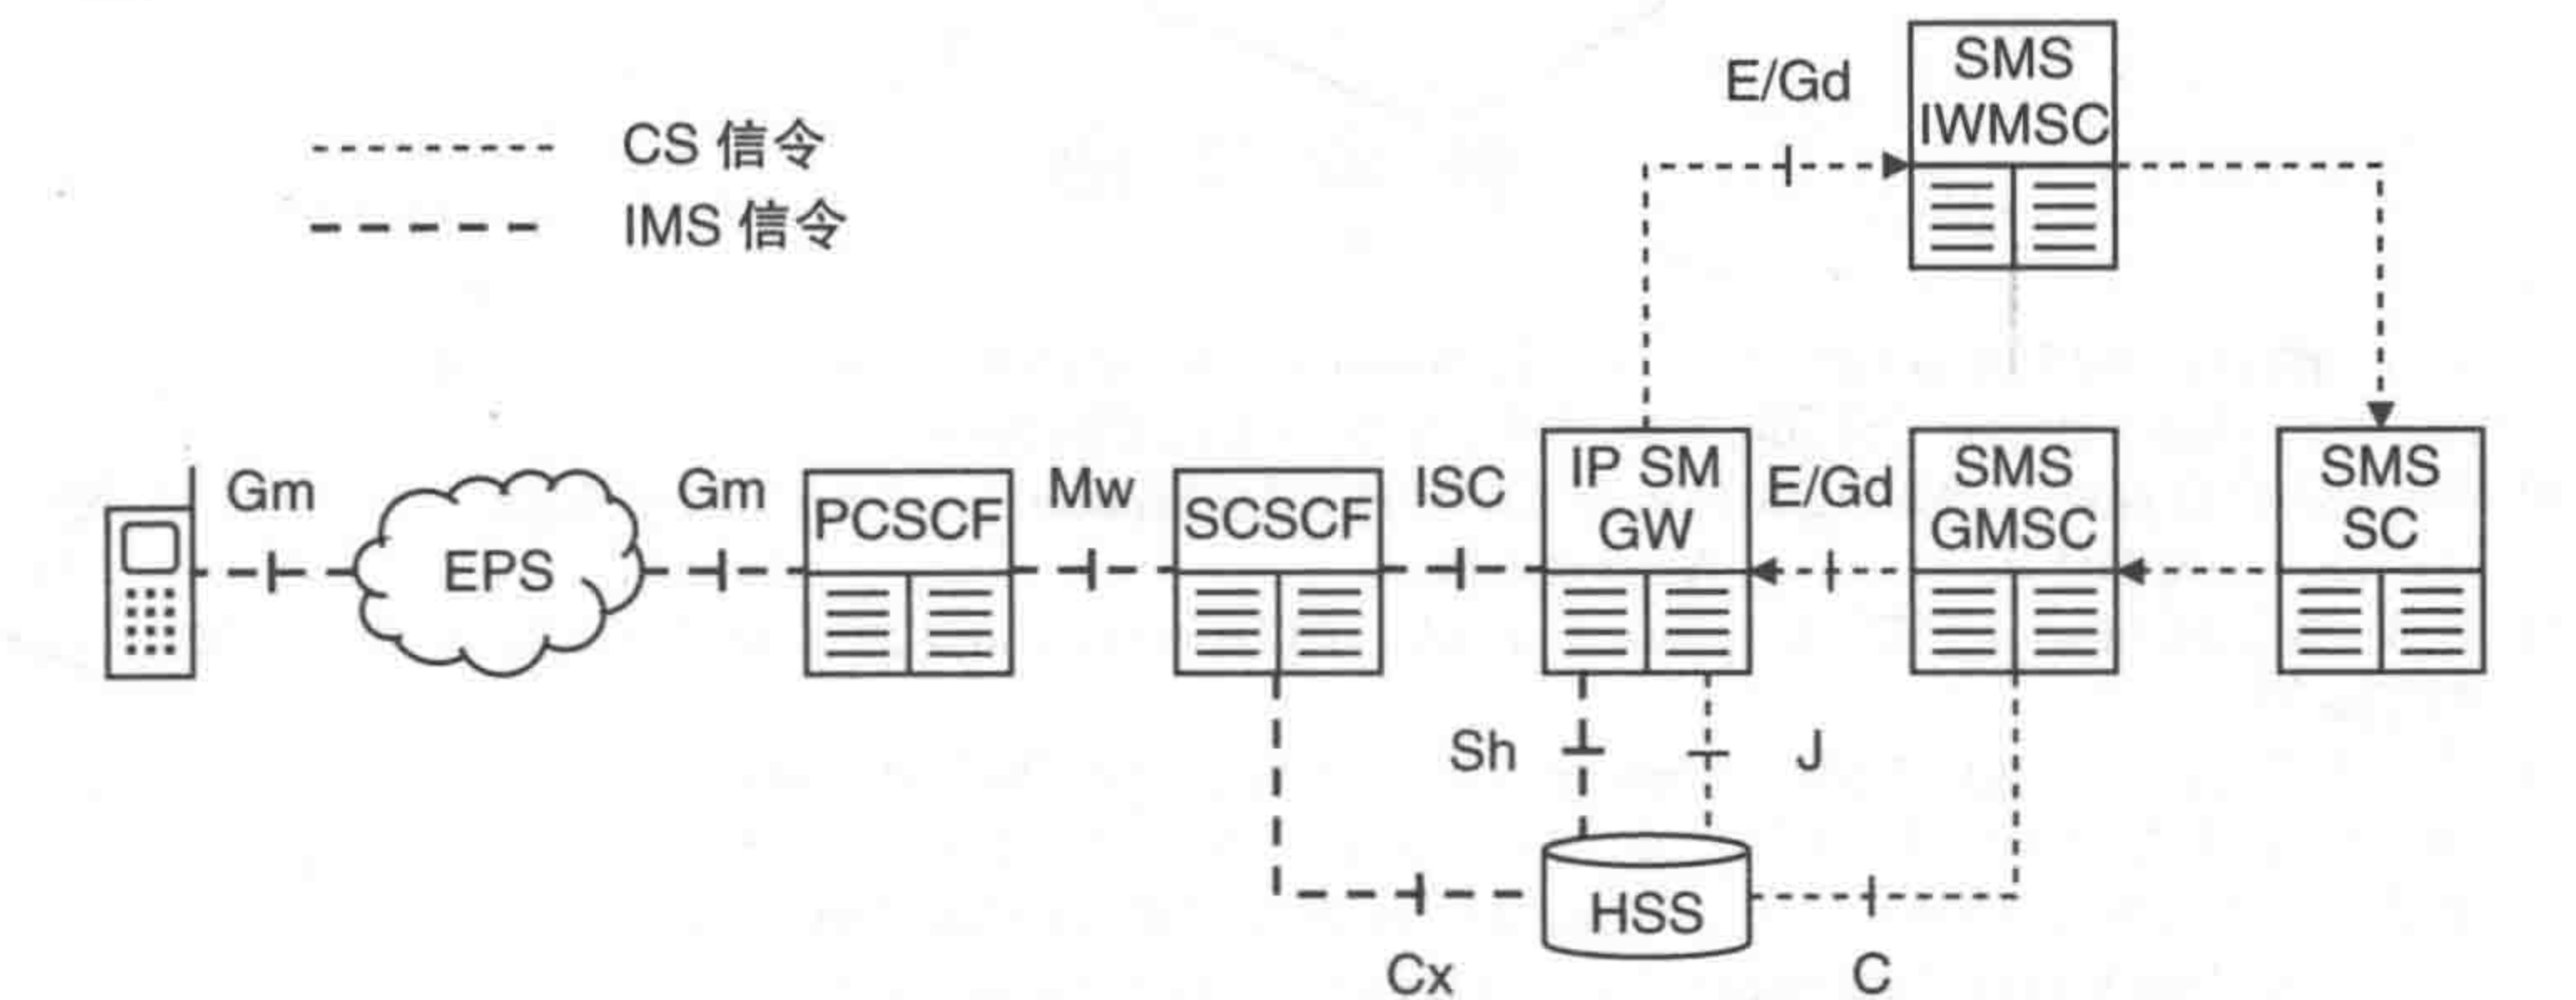 E/Gd
SMS
IWMSC
CS 信令
IMS 信令
Gm
EPS
Gm
PCSCF
Mw
SCSCF
ISC
IP SM
GW
E/Gd
SMS
GMSC
SMS
SC
Sh
J
HSS
Cx
C